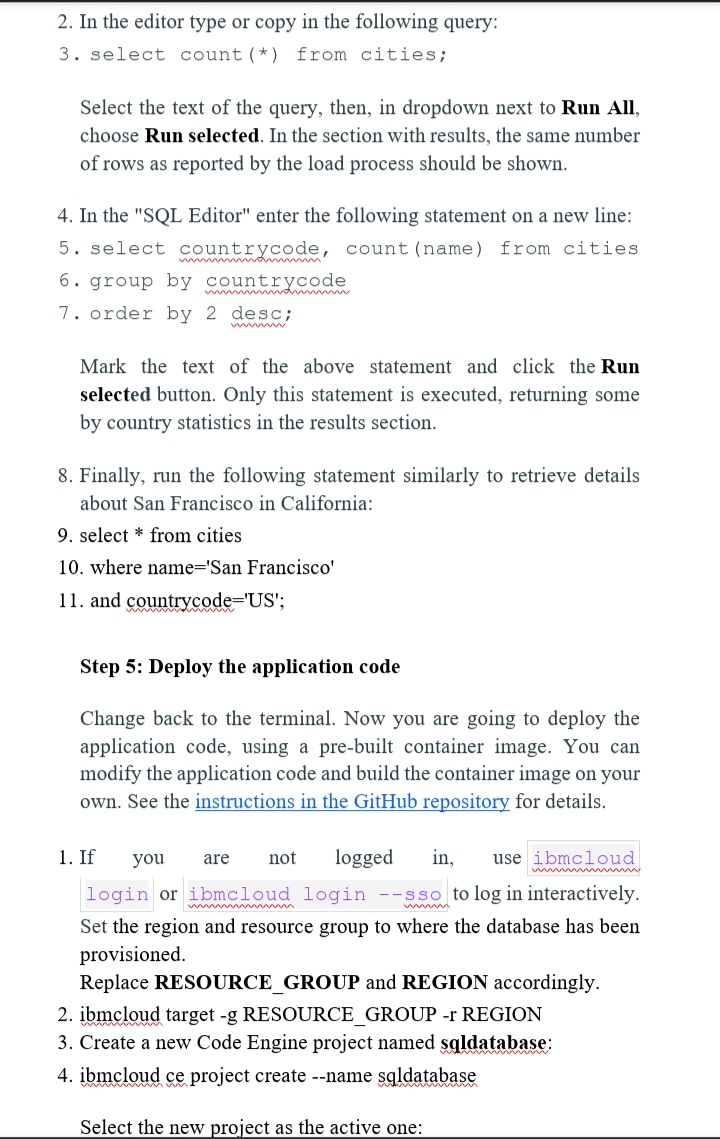 2. In the editor type or copy in the following query:
3. select count(*) from cities;
Select the text of the query, then, in dropdown next to Run All,
choose Run selected. In the section with results, the same number
of rows as reported by the load process should be shown.
4. In the "SQL Editor" enter the following statement on a new line:
5. select countrycode, count(name) from cities
6. group by countrycode
7. order by 2 desc;
Mark the text of the above statement and click the Run
selected button. Only this statement is executed, returning some
by country statistics in the results section.
8. Finally, run the following statement similarly to retrieve details
about San Francisco in California:
9. select * from cities
10. where name='San Francisco'
11. and countrycode='US';
Step 5: Deploy the application code
Change back to the terminal. Now you are going to deploy the
application code, using a pre-built container image. You can
modify the application code and build the container image on your
own. See the instructions in the GitHub repository for details.
1. If you are not logged in, use ibmcloud
login or ibmcloud login --sso to log in interactively.
Set the region and resource group to where the database has been
provisioned.
Replace RESOURCE_GROUP and REGION accordingly.
2. ibmcloud target -g RESOURCE_GROUP -r REGION
3. Create a new Code Engine project named sqldatabase:
4. ibmcloud ce project create --name sqldatabase
Select the new project as the active one: